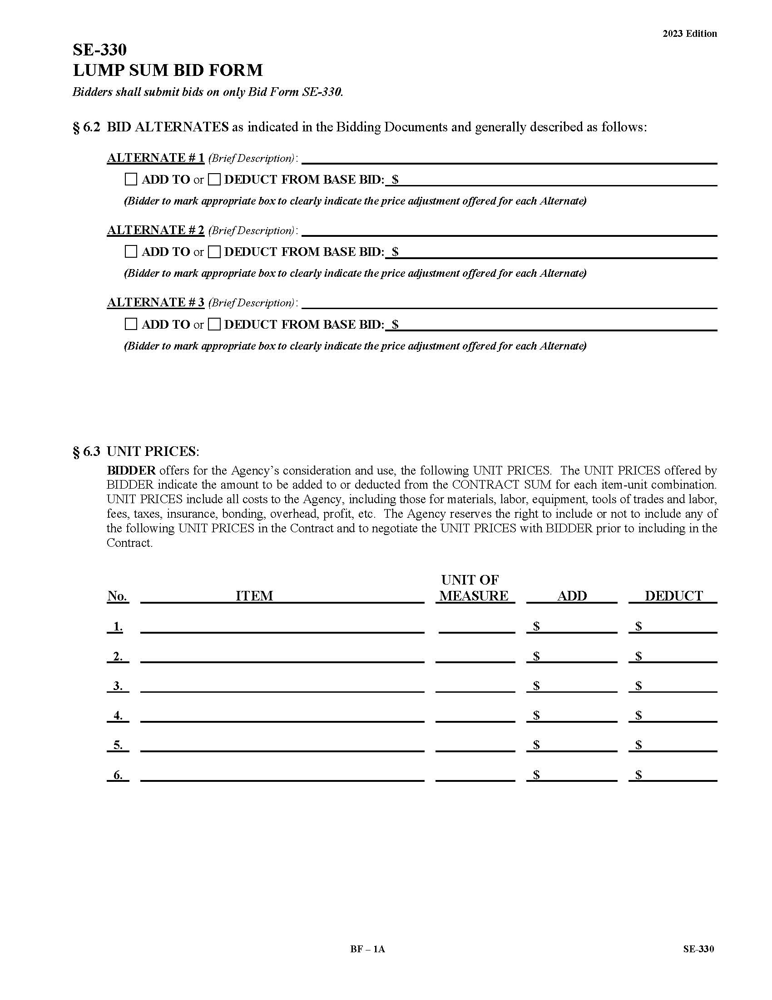 2023 Edition
SE-330
LUMP SUM BID FORM
Bidders shall submit bids on only Bid Form SE-330.
§ 6.2 BID ALTERNATES as indicated in the Bidding Documents and generally described as follows:
ALTERNATE # 1 (Brief Description):
ADD TO or DEDUCT FROM BASE BID: $
(Bidder to mark appropriate box to clearly indicate the price adjustment offered for each Alternate)
ALTERNATE # 2 (Brief Description):
ADD TO or DEDUCT FROM BASE BID: $
(Bidder to mark appropriate box to clearly indicate the price adjustment offered for each Alternate)
ALTERNATE # 3 (Brief Description):
ADD TO or DEDUCT FROM BASE BID: $
(Bidder to mark appropriate box to clearly indicate the price adjustment offered for each Alternate)
§ 6.3 UNIT PRICES:
BIDDER offers for the Agency’s consideration and use, the following UNIT PRICES. The UNIT PRICES offered by
BIDDER indicate the amount to be added to or deducted from the CONTRACT SUM for each item-unit combination.
UNIT PRICES include all costs to the Agency, including those for materials, labor, equipment, tools of trades and labor,
fees, taxes, insurance, bonding, overhead, profit, etc. The Agency reserves the right to include or not to include any of
the following UNIT PRICES in the Contract and to negotiate the UNIT PRICES with BIDDER prior to including in the
Contract.
UNIT OF
No. ITEM MEASURE ADD DEDUCT
1. $ $
2. $ $
3. $ $
4. $ $
5. $ $
6. $ $
BF – 1A SE-330